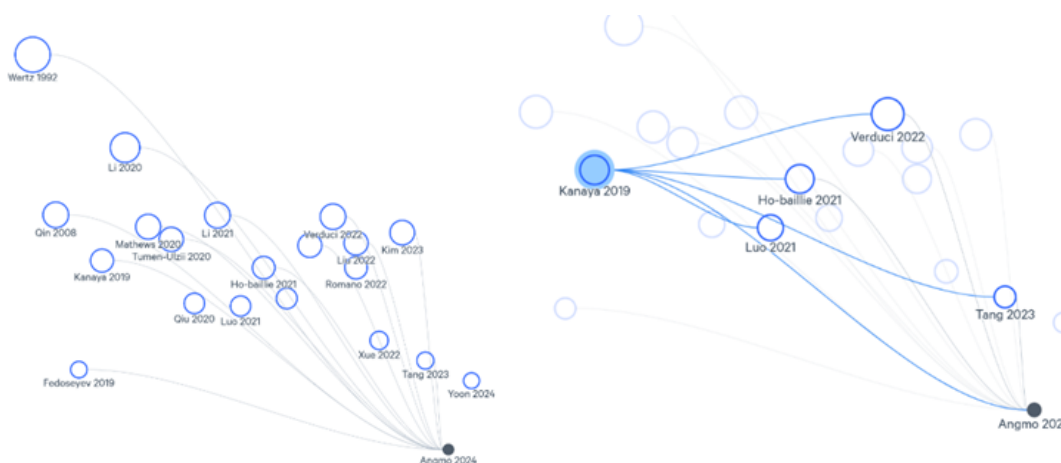 Wertz 1992
Li 2020
Qin 2008
Mathews 2020
Tumen-Ulzii 2020
Li 2021
Verduci 2022
Kim 2023
Kanaya 2019
Ho-baillie 2021
Romano 2022
Qiu 2020
Luo 2021
Xue 2022
Tang 2023
Fedoseyev 2019
Yoon 2024
Angmo 2024
Verduci 2022
Kanaya 2019
Ho-baillie 2021
Luo 2021
Tang 2023
Angmo 202